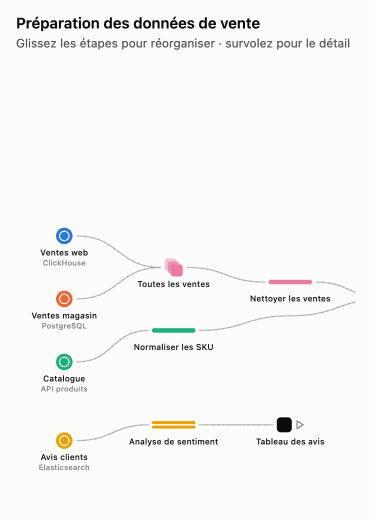 Préparation des données de vente
Glissez les étapes pour réorganiser · survolez pour le détail
Ventes web
ClickHouse
Toutes les ventes
Nettoyer les ventes
Ventes magasin
PostgreSQL
Normaliser les SKU
Catalogue
API produits
Analyse de sentiment
Tableau des avis
Avis clients
Elasticsearch